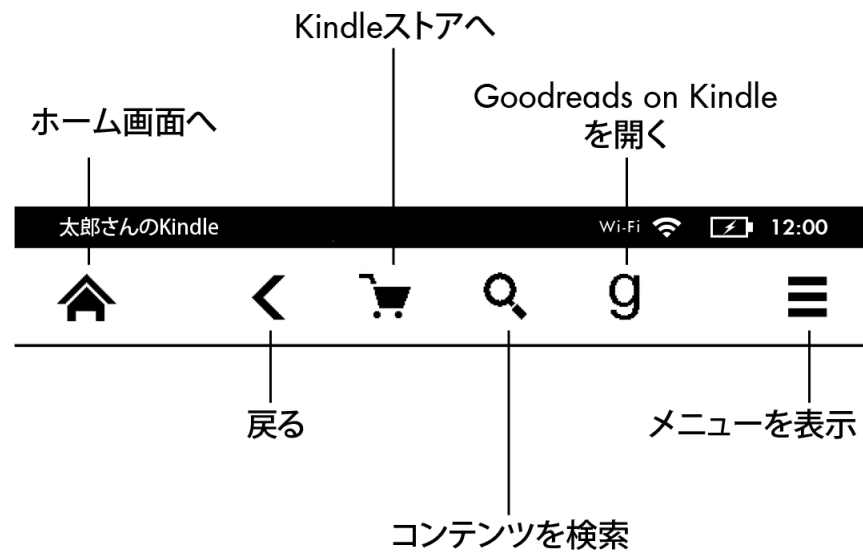 Kindleストアへ
Goodreads on Kindle
を開く
ホーム画面へ
太郎さんのKindle
Wi-Fi
12:00
g
戻る
メニューを表示
コンテンツを検索